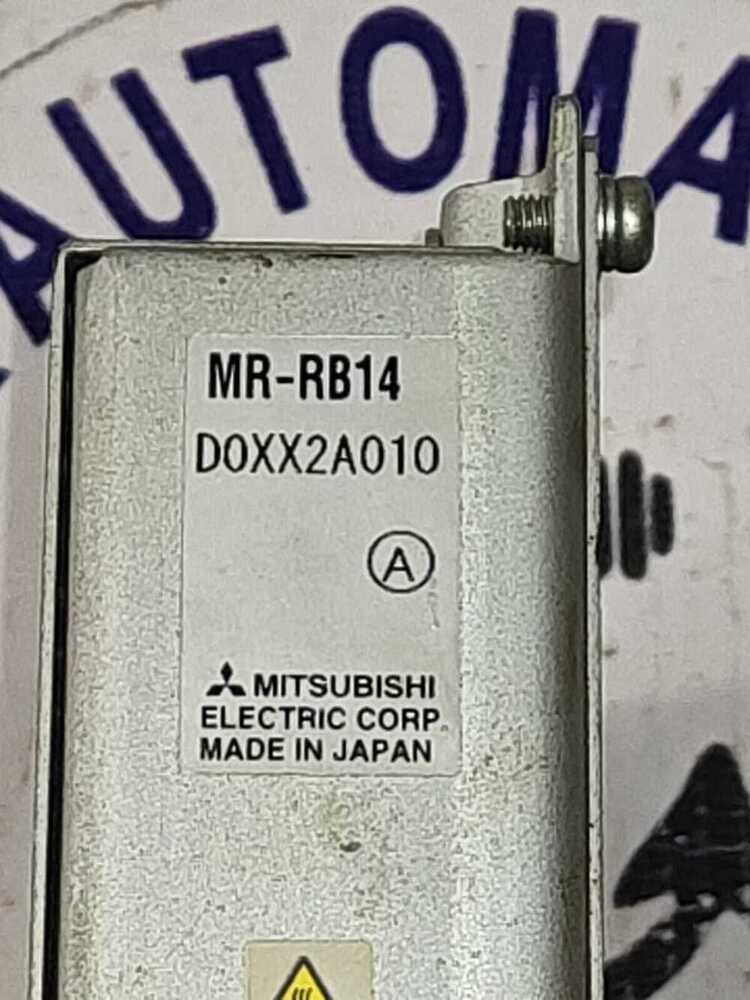 AUTOMA
MR-RB14
D0XX2A010
A
MITSUBISHI
ELECTRIC CORP.
MADE IN JAPAN